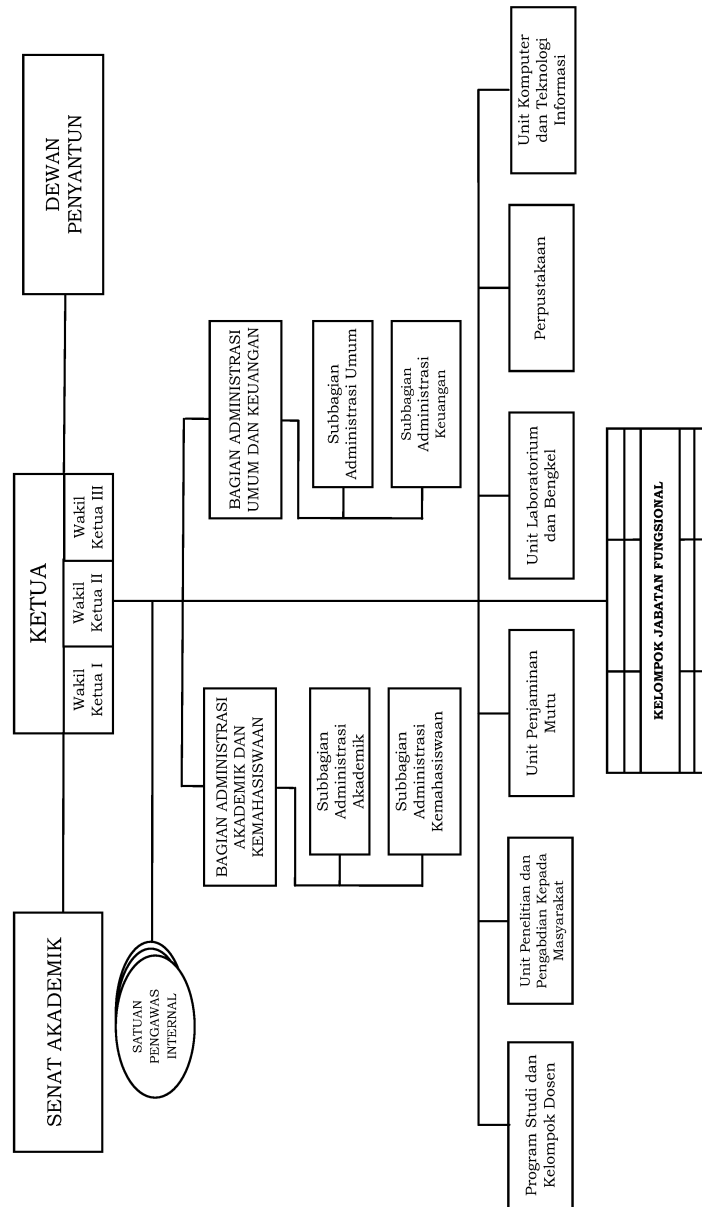 SENAT AKADEMIK
KETUA
Wakil
Ketua I
Wakil
Ketua II
Wakil
Ketua III
DEWAN
PENYANTUN
SATUAN
PENGAWAS
INTERNAL
BAGIAN ADMINISTRASI
AKADEMIK DAN
KEMAHASISWAAN
Subbagian
Administrasi
Akademik
Subbagian
Administrasi
Kemahasiswaan
BAGIAN ADMINISTRASI
UMUM DAN KEUANGAN
Subbagian
Administrasi Umum
Subbagian
Administrasi
Keuangan
Program Studi dan
Kelompok Dosen
Unit Penelitian dan
Pengabdian Kepada
Masyarakat
Unit Penjaminan
Mutu
Unit Laboratorium
dan Bengkel
Perpustakaan
Unit Komputer
dan Teknologi
Informasi
KELOMPOK JABATAN FUNGSIONAL